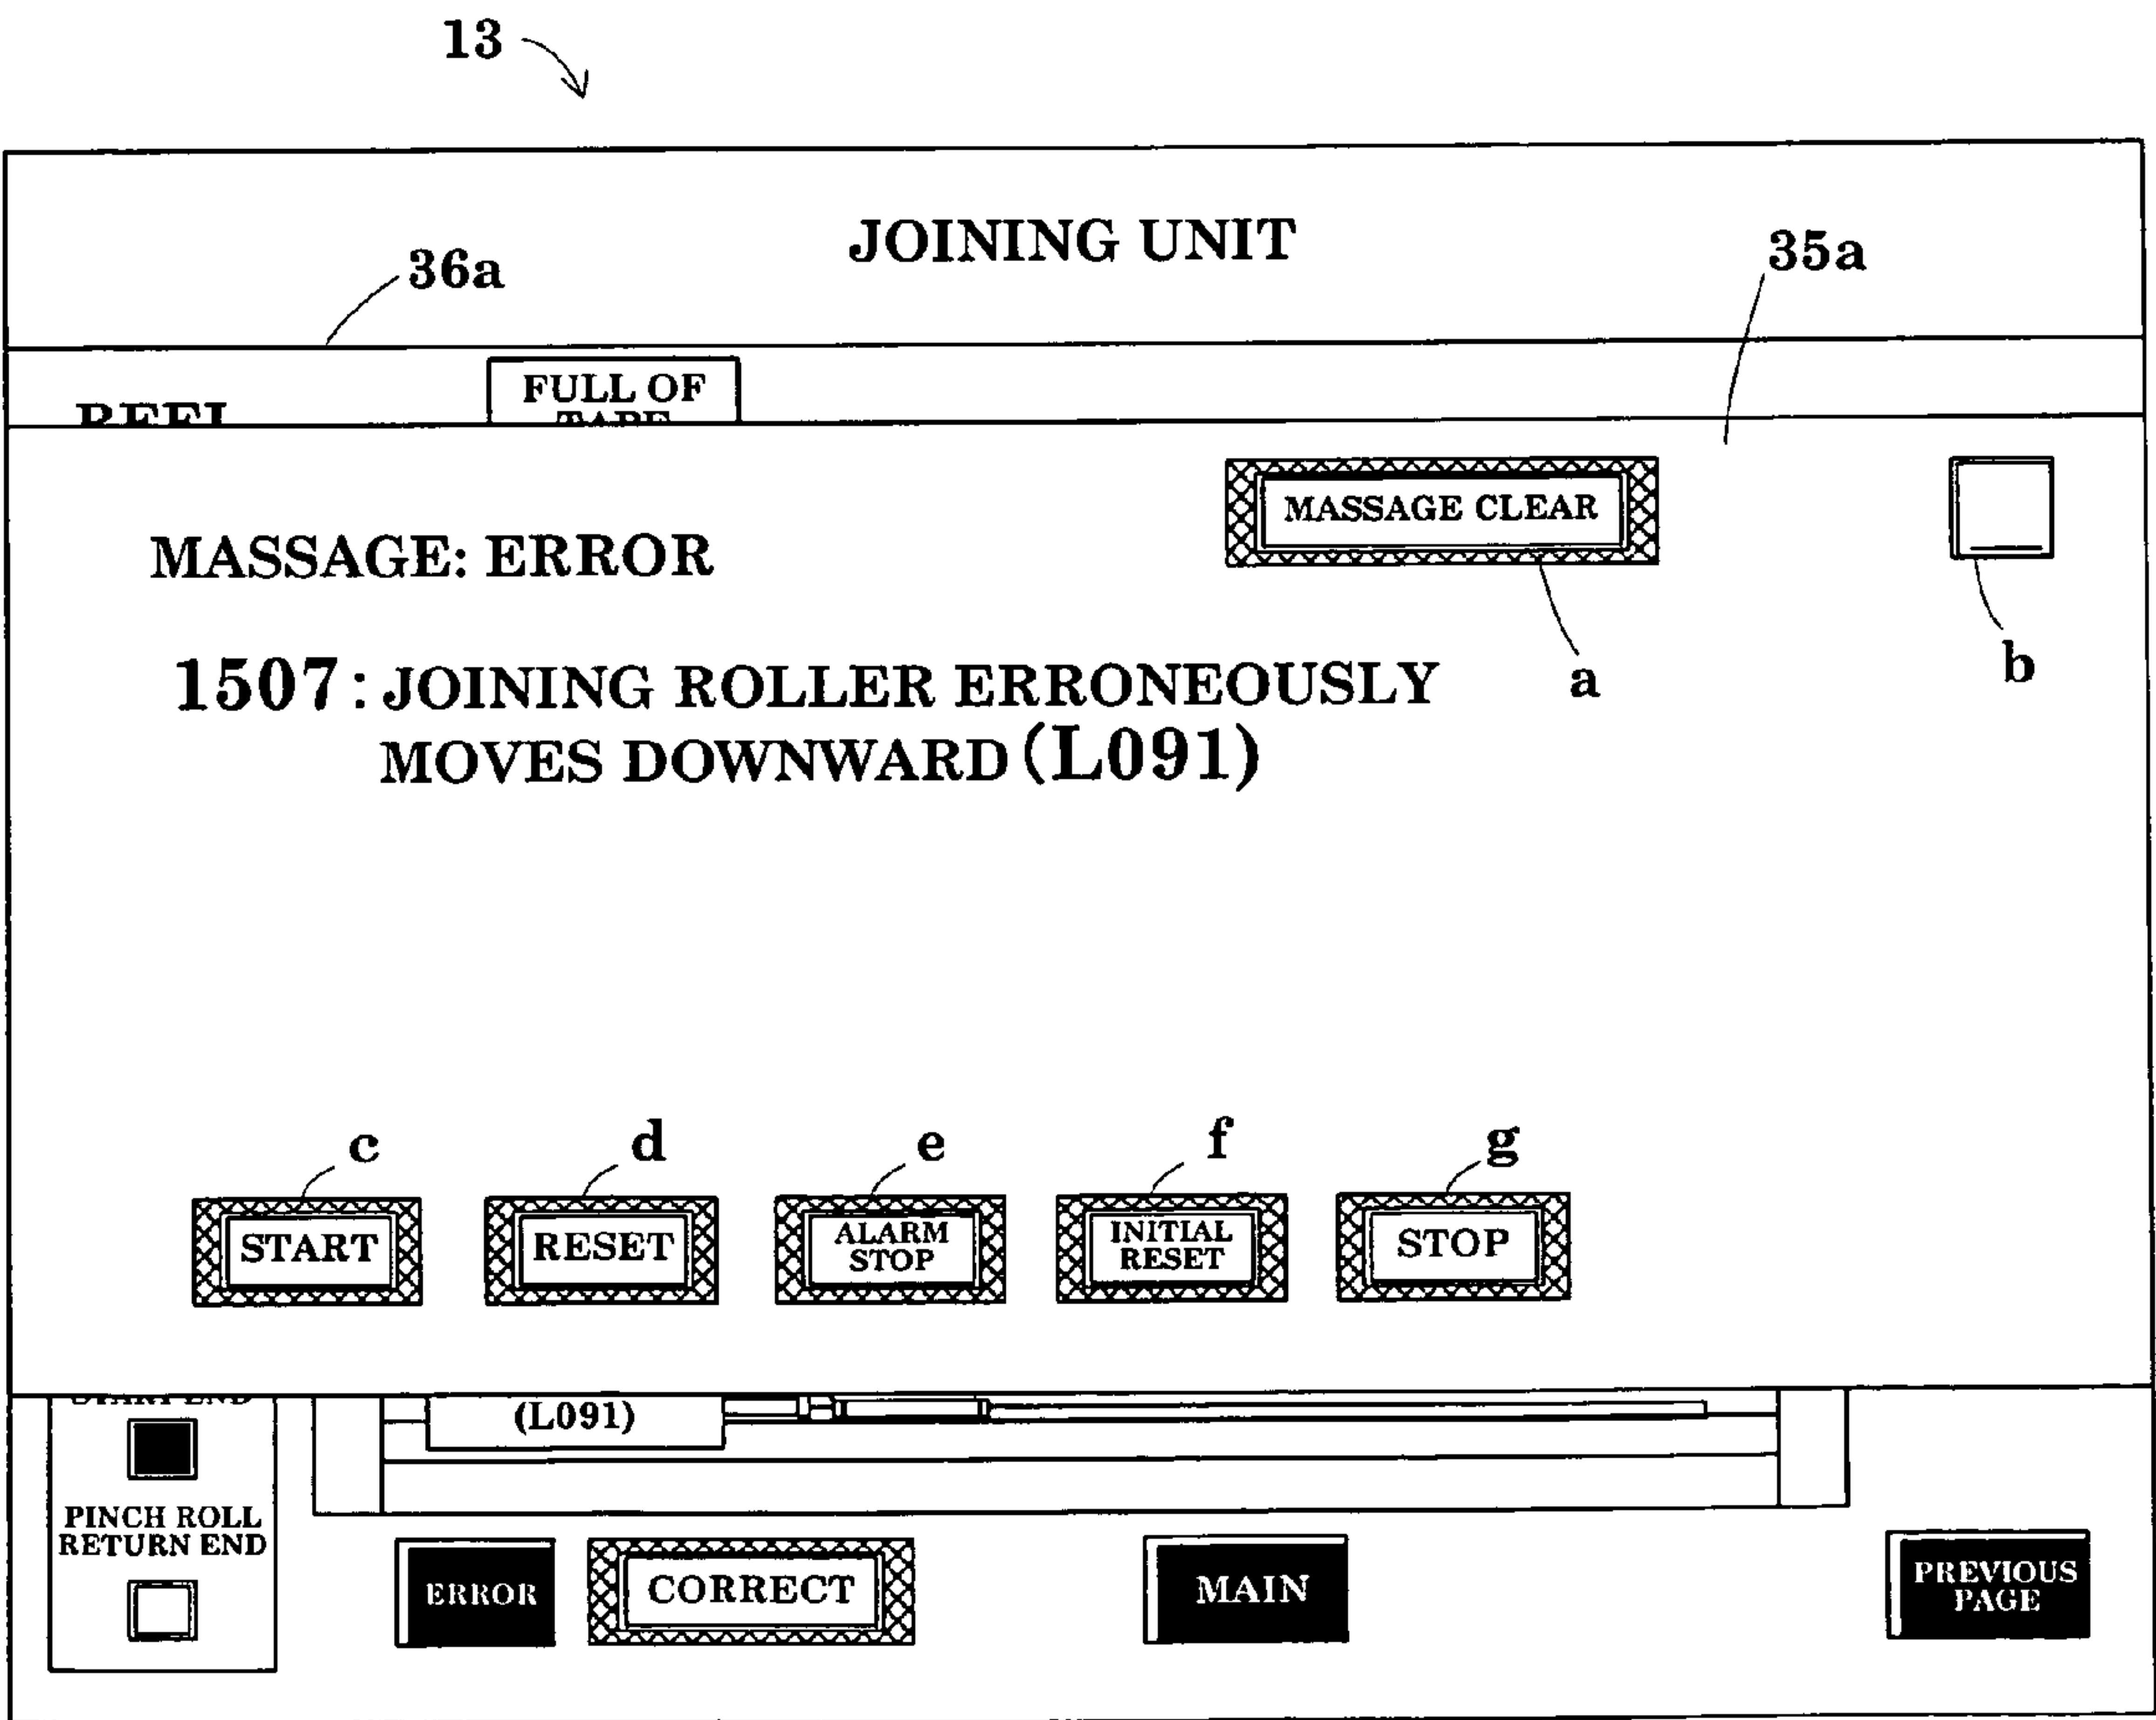 13
JOINING UNIT
36a
35a
FULL OF
MASSAGE CLEAR
MASSAGE: ERROR
a
b
1507: JOINING ROLLER ERRONEOUSLY
MOVES DOWNWARD (L091)
c
d
e
f
g
START
RESET
ALARM
STOP
INITIAL
RESET
STOP
(L091)
PINCH ROLL
RETURN END
ERROR
CORRECT
MAIN
PREVIOUS
PAGE